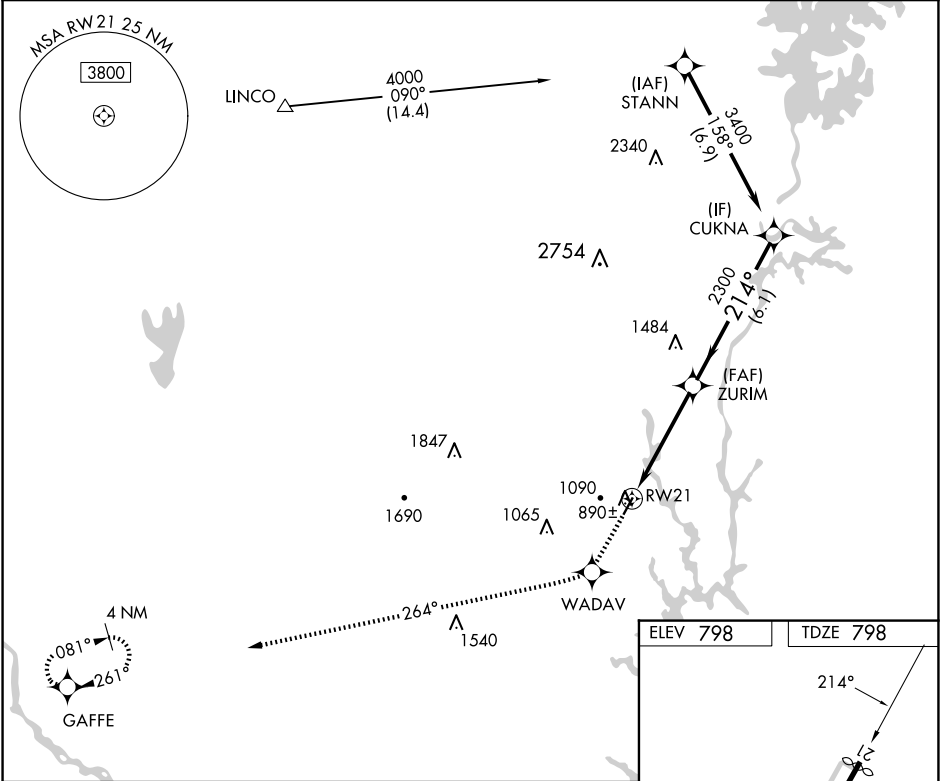 MSA RW21 25 NM
3800
LINCO
4000
090°
(14.4)
(IAF)
STANN
3400
158°
(6.9)
2340
(IF)
CUKNA
2754
2300
214°
(6.1)
1484
(FAF)
ZURIM
1847
1690
1090
890±
RW21
1065
WADAV
264°
1540
4 NM
081°
261°
GAFFE
ELEV 798
TDZE 798
214°
21